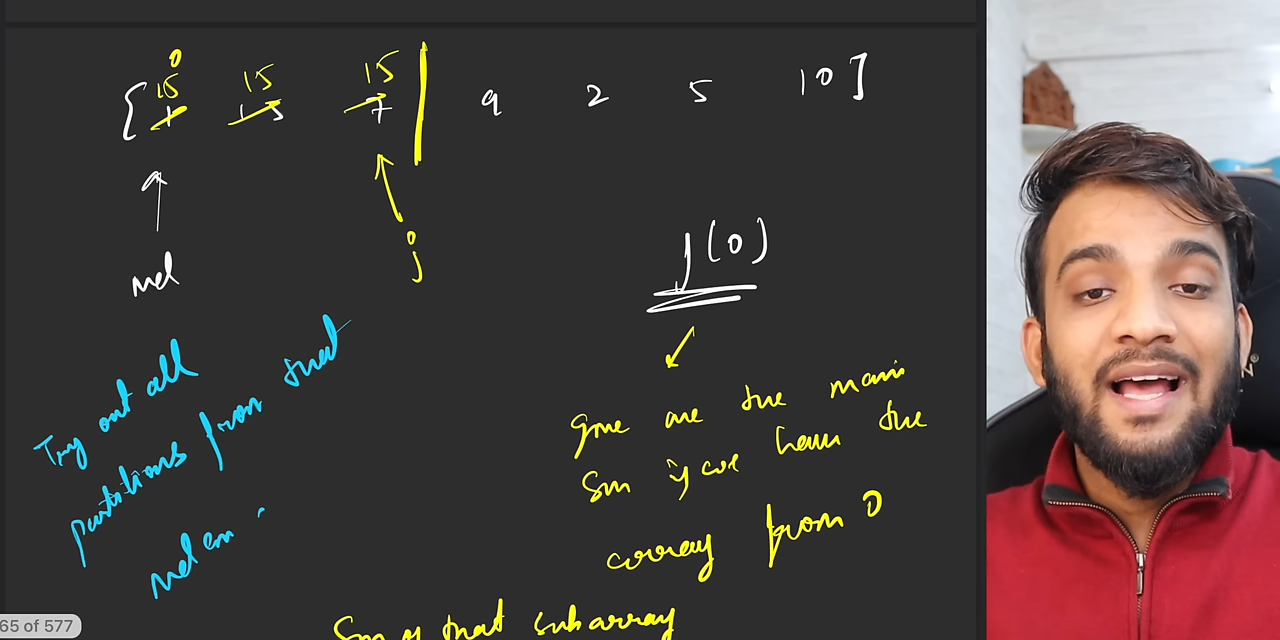 0
15 15 15
[ 1 15 7 | 9 2 5 10 ]
ind
j
f(0)
Try out all
partitions from that
index
give me the max
sum if we have the
array from 0
Sum of that subarray
65 of 577